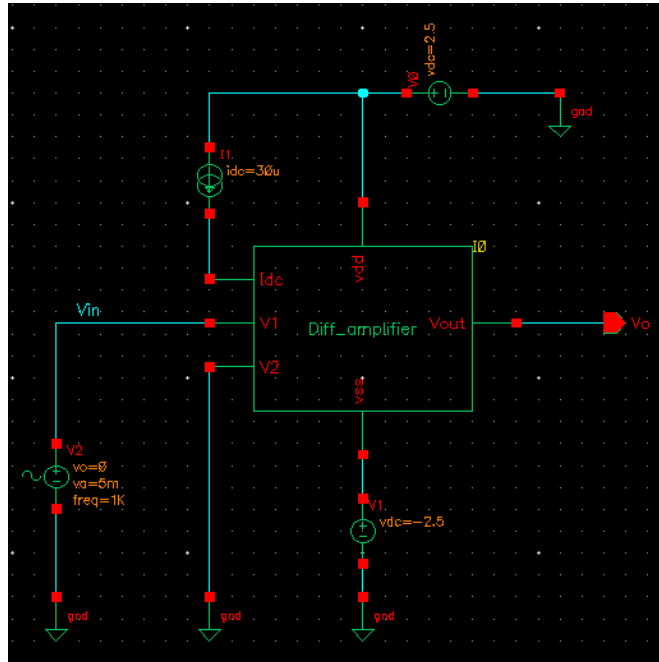 vdc=2.5
V0
gnd
I1
idc=30u
I0
vdd
Idc
Vin
V1
Diff_amplifier
Vout
Vo
V2
vss
V2
vo=0
va=5m
freq=1K
V1
vdc=-2.5
gnd
gnd
gnd